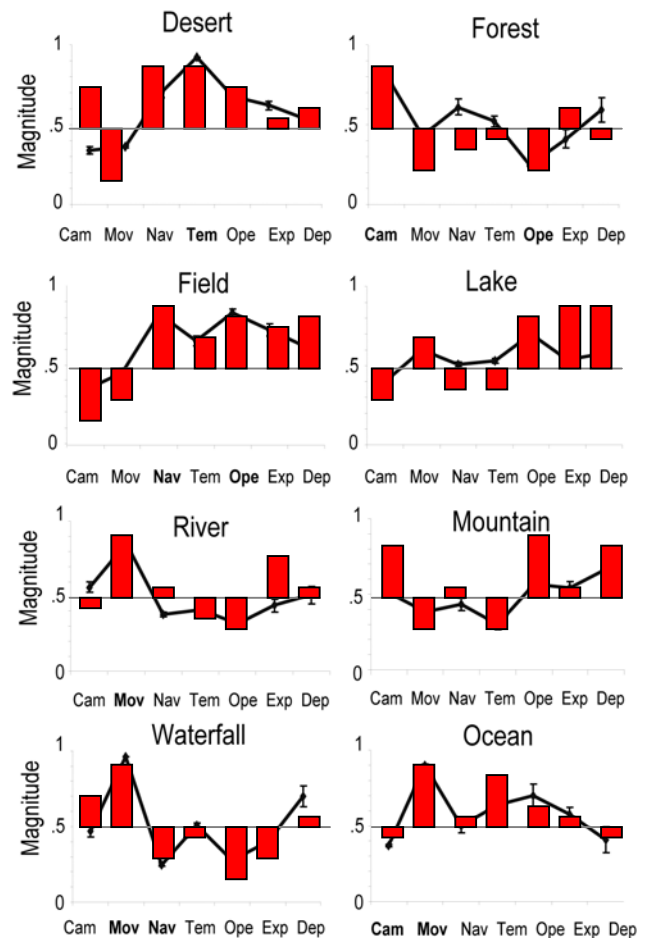 Desert
Forest
Magnitude
1
.5
0
1
.5
0
Cam Mov Nav Tem Ope Exp Dep
Cam Mov Nav Tem Ope Exp Dep
Field
Lake
Magnitude
1
.5
0
1
.5
0
Cam Mov Nav Tem Ope Exp Dep
Cam Mov Nav Tem Ope Exp Dep
River
Mountain
Magnitude
1
.5
0
1
.5
0
Cam Mov Nav Tem Ope Exp Dep
Cam Mov Nav Tem Ope Exp Dep
Waterfall
Ocean
Magnitude
1
.5
0
1
.5
0
Cam Mov Nav Tem Ope Exp Dep
Cam Mov Nav Tem Ope Exp Dep